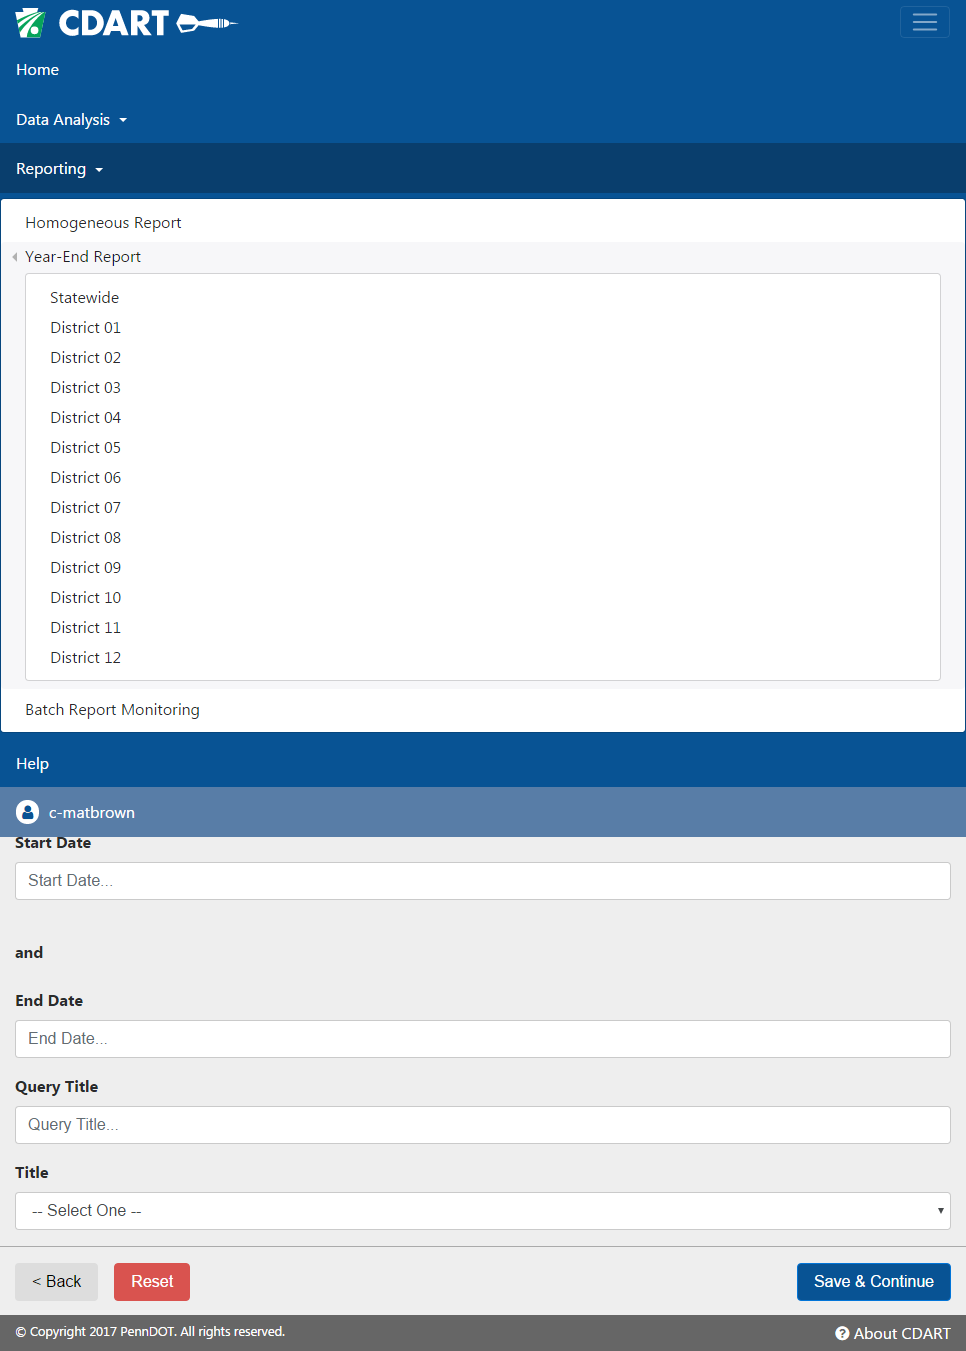 CDART
Home
Data Analysis
Reporting
Homogeneous Report
Year-End Report
Statewide
District 01
District 02
District 03
District 04
District 05
District 06
District 07
District 08
District 09
District 10
District 11
District 12
Batch Report Monitoring
Help
c-matbrown
Start Date
Start Date...
and
End Date
End Date...
Query Title
Query Title...
Title
-- Select One --
< Back Reset Save & Continue
© Copyright 2017 PennDOT. All rights reserved. About CDART